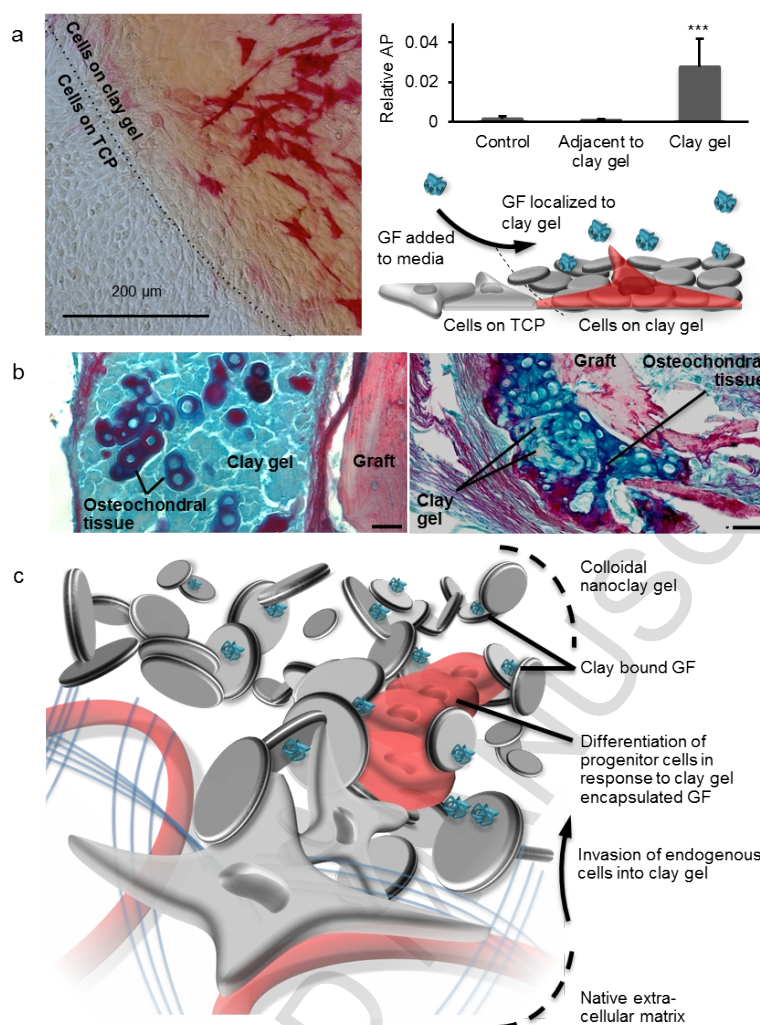 a
Cells on clay gel
Cells on TCP
200 µm
Relative AP
0.04
0.02
0
***
Control
Adjacent to
clay gel
Clay gel
GF added
to media
GF localized to
clay gel
Cells on TCP
Cells on clay gel
b
Osteochondral
tissue
Clay gel
Graft
Graft
Osteochondral
tissue
Clay
gel
c
Colloidal
nanoclay gel
Clay bound GF
Differentiation of
progenitor cells in
response to clay gel
encapsulated GF
Invasion of endogenous
cells into clay gel
Native extra-
cellular matrix